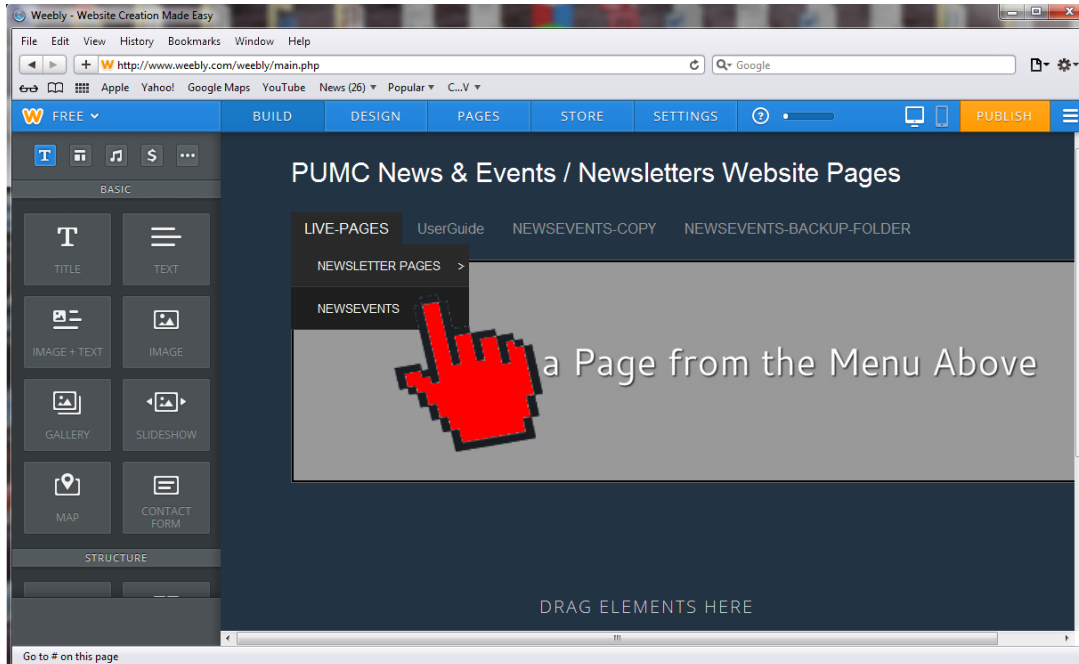 Weebly - Website Creation Made Easy
File Edit View History Bookmarks Window Help
http://www.weebly.com/weebly/main.php
Google
Apple Yahoo! Google Maps YouTube News (26) Popular C...V
FREE BUILD DESIGN PAGES STORE SETTINGS PUBLISH
BASIC
PUMC News & Events / Newsletters Website Pages
LIVE-PAGES UserGuide NEWSEVENTS-COPY NEWSEVENTS-BACKUP-FOLDER
TITLE TEXT
NEWSLETTER PAGES >
NEWSEVENTS
IMAGE + TEXT IMAGE
a Page from the Menu Above
GALLERY SLIDESHOW
MAP CONTACT
FORM
STRUCTURE
DRAG ELEMENTS HERE
Go to # on this page